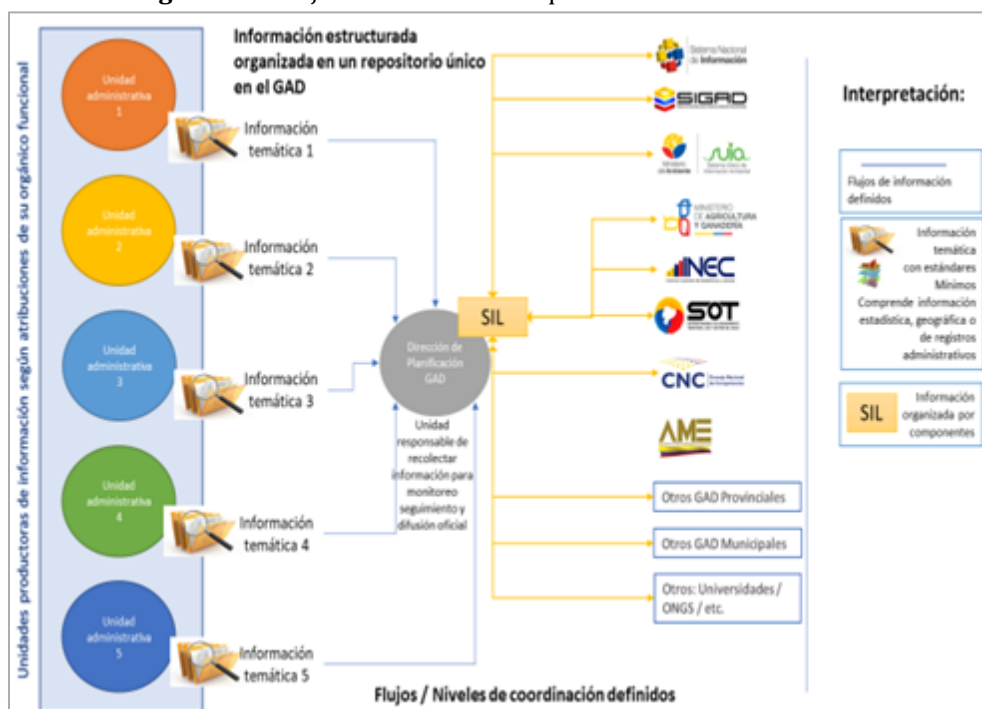 Unidades productoras de información según atribuciones de su orgánico funcional
Información estructurada
organizada en un repositorio único
en el GAD
Unidad
administrativa
1
Información
temática 1
Unidad
administrativa
2
Información
temática 2
Unidad
administrativa
3
Información
temática 3
Unidad
administrativa
4
Información
temática 4
Unidad
administrativa
5
Información
temática 5
Dirección de
Planificación
GAD
SIL
Unidad
responsable de
recolectar
información para
monitoreo
seguimiento y
difusión oficial
Sistema Nacional
de Información
SIGAD
Ministerio
del Ambiente
suia
MINISTERIO
DE AGRICULTURA
Y GANADERÍA
INEC
SOT
CNC
AME
Otros GAD Provinciales
Otros GAD Municipales
Otros: Universidades /
ONGS / etc.
Flujos / Niveles de coordinación definidos
Interpretación:
Flujos de información
definidos
Información
temática
con estándares
Mínimos
Comprende información
estadística, geográfica o
de registros
administrativos
SIL
Información
organizada por
componentes